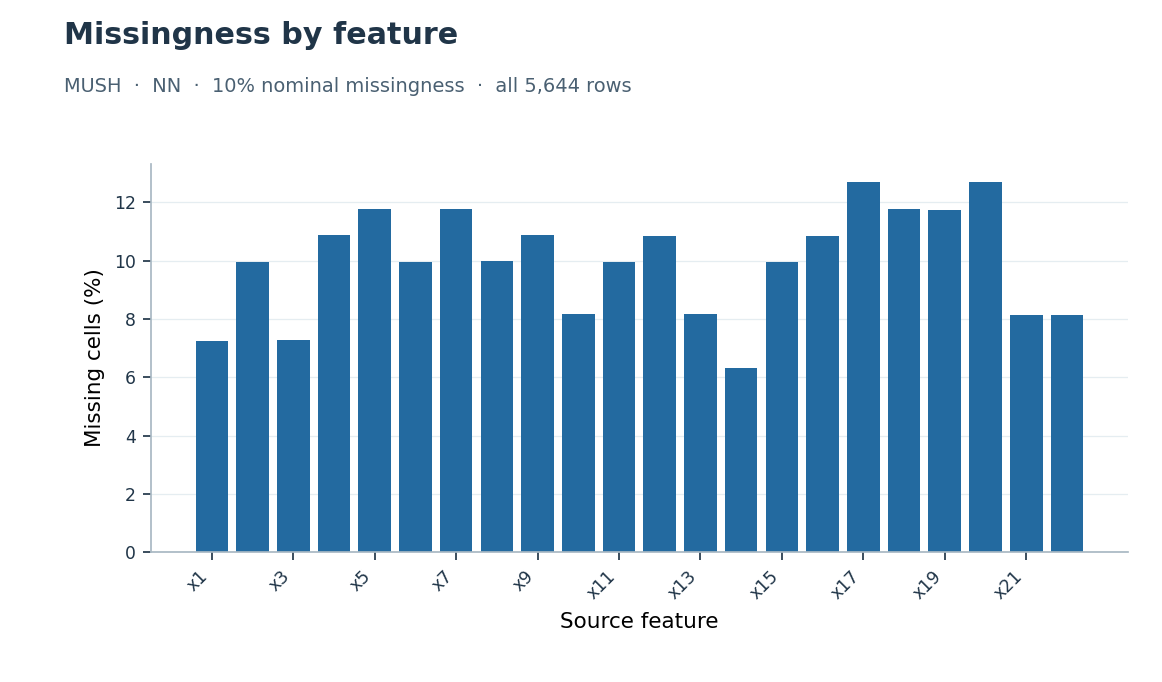 Missingness by feature
MUSH · NN · 10% nominal missingness · all 5,644 rows
12
10
8
6
4
2
0
Missing cells (%)
x1 x3 x5 x7 x9 x11 x13 x15 x17 x19 x21
Source feature